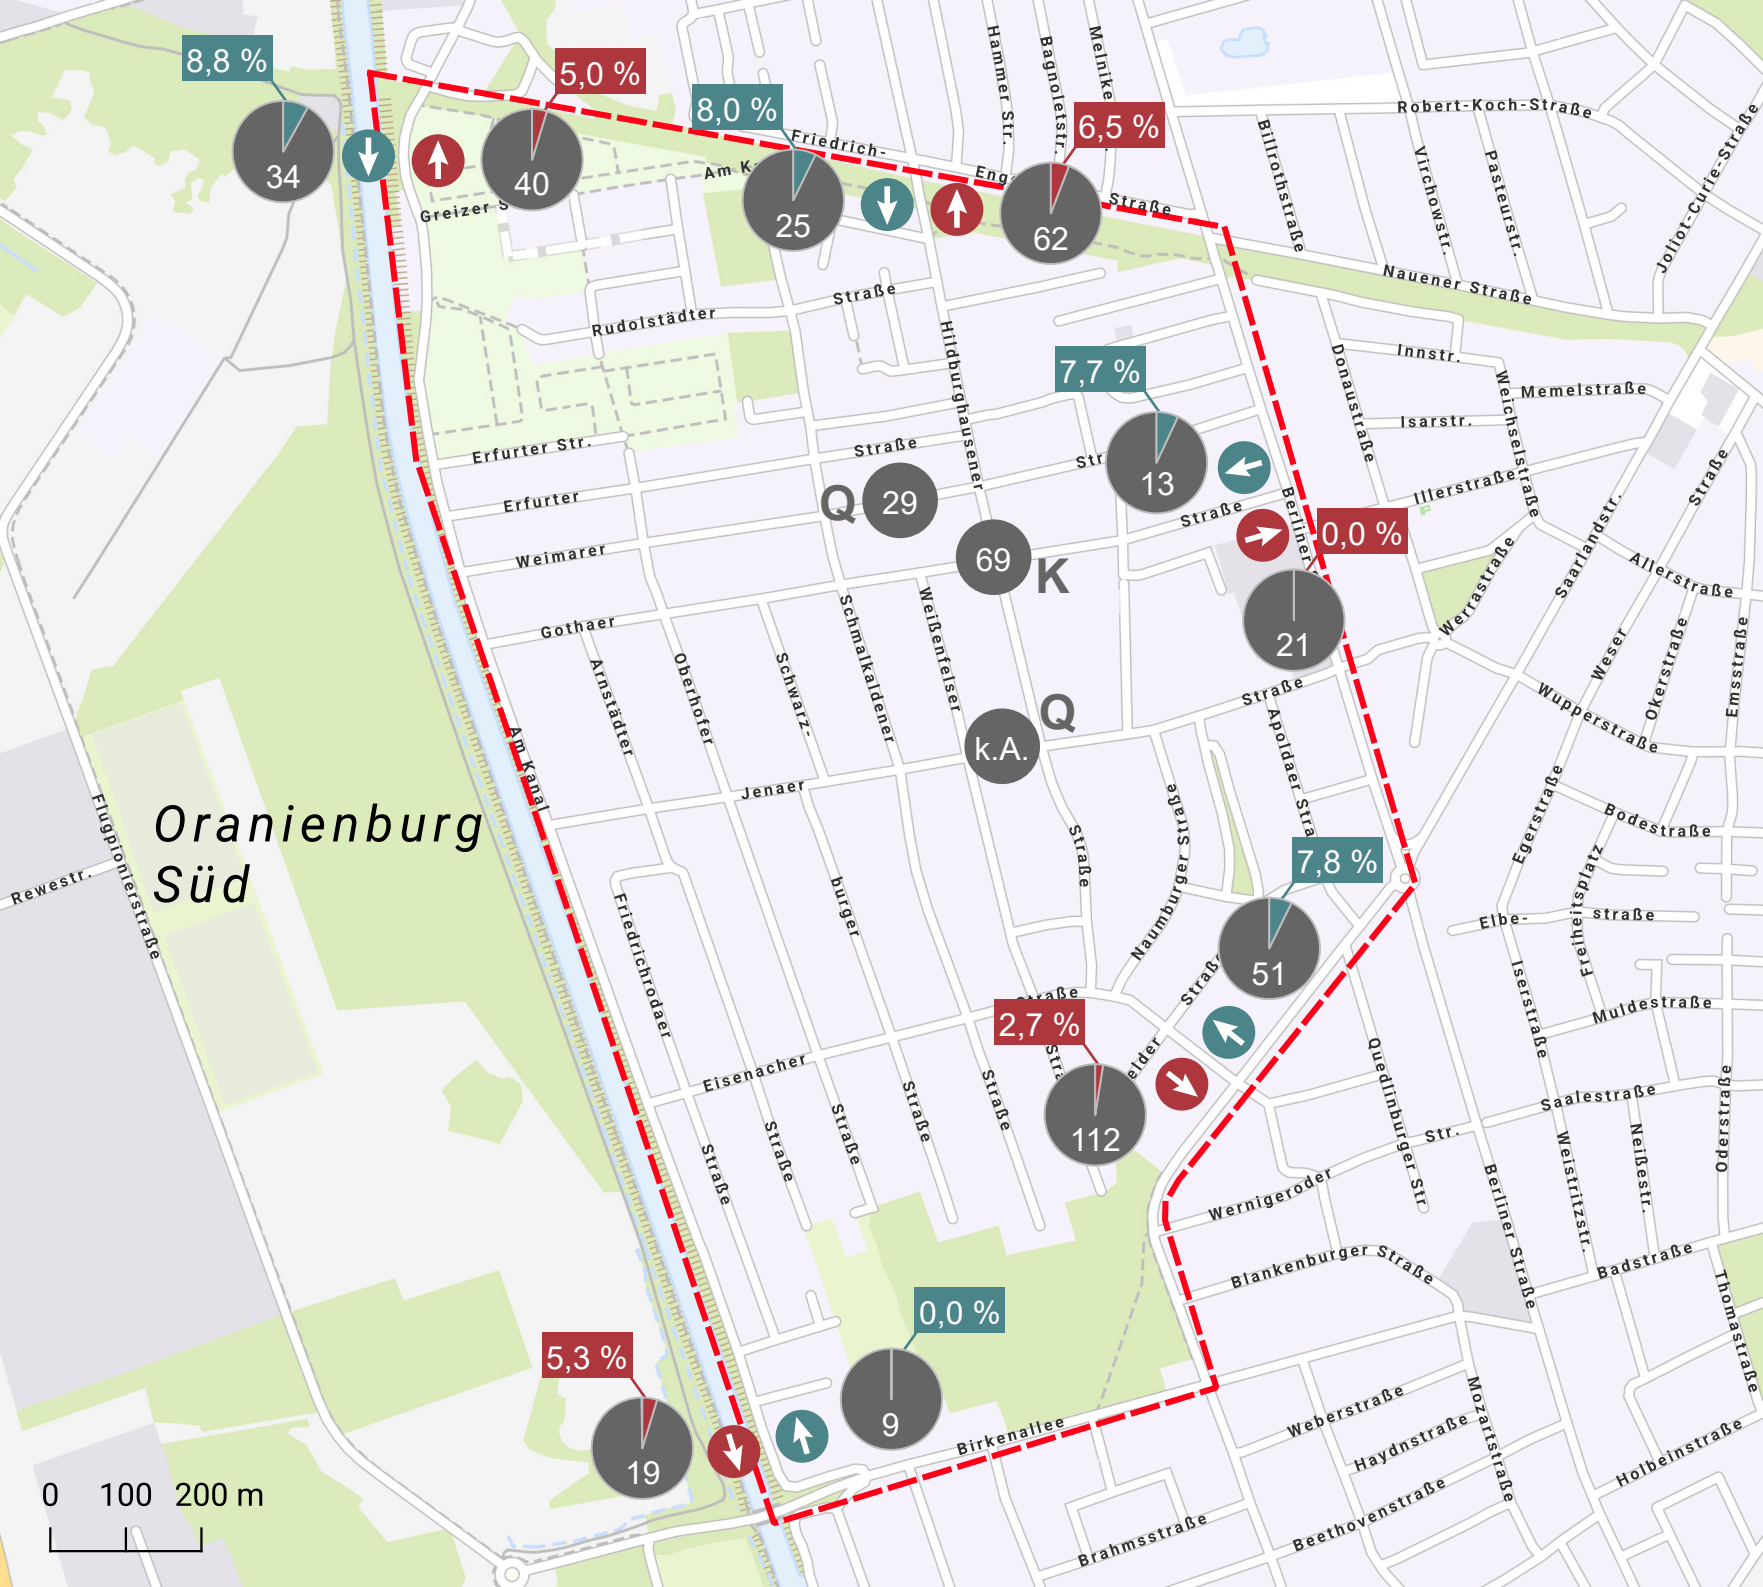 8,8 %
34
5,0 %
40
8,0 %
25
6,5 %
62
Hammer Str.
Bagnoletstr.
Friedrich-
Straße
Robert-Koch-Straße
Billrothstraße
Virchowstr.
Pasteurstr.
Joliot-Curie-Straße
Nauener Straße
Greizer
Rudolstädter
Straße
Hildburghausener
7,7 %
13
Innstr.
Memelstraße
Donaustraße
Isarstr.
Weichselstraße
Illerstraße
Straße
Saarlandstr.
Erfurter Str.
Straße
Erfurter
Weimarer
Q
29
69
K
Straße
Berliner
0,0 %
21
Werrastraße
Allerstraße
Gothaer
Arnstädter
Oberhofer
Schwarz-
Schmalkaldener
Weißenfelser
Q
k.A.
Straße
Weser
Okerstraße
Emsstraße
Wupperstraße
Am Kanal
Jenaer
Apoldaer
Naumburger Straße
Straße
Egerstraße
Bodestraße
Oranienburg
Süd
Flugpionierstraße
Rewestr.
7,8 %
51
Friedrichrodaer
burger
Elbe-
straße
Freiheitsplatz
Iserstraße
Muldestraße
Straße
Straße
2,7 %
112
Eisenacher
Straße
Straße
Straße
Straße
Straße
Quedlinburger Str
Saalestraße
Str.
Oderstraße
Weistritzstr.
Neißestr.
Wernigeroder
Berliner Straße
Blankenburger Straße
Badstraße
Thomastraße
0,0 %
9
5,3 %
19
Birkenallee
Weberstraße
Haydnstraße
Mozartstraße
Holbeinstraße
Brahmsstraße
Beethovenstraße
0 100 200 m